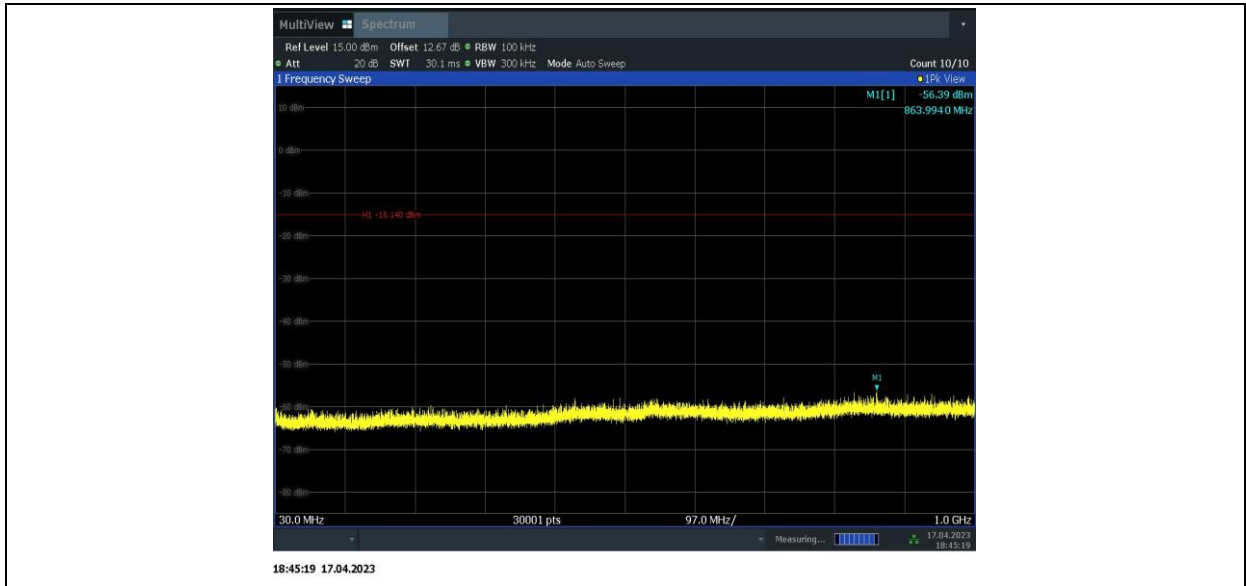 MultiView Spectrum
Ref Level 15.00 dBm Offset 12.67 dB RBW 100 kHz
Att 20 dB SWT 30.1 ms VBW 300 kHz Mode Auto Sweep Count 10/10
1 Frequency Sweep 1Pk View
M1[1] -56.39 dBm
863.9940 MHz
10 dBm
0 dBm
-10 dBm
H1 -15.140 dBm
-20 dBm
-30 dBm
-40 dBm
-50 dBm
M1
-60 dBm
-70 dBm
-80 dBm
30.0 MHz 30001 pts 97.0 MHz/ 1.0 GHz
Measuring... 17.04.2023
18:45:19
18:45:19 17.04.2023